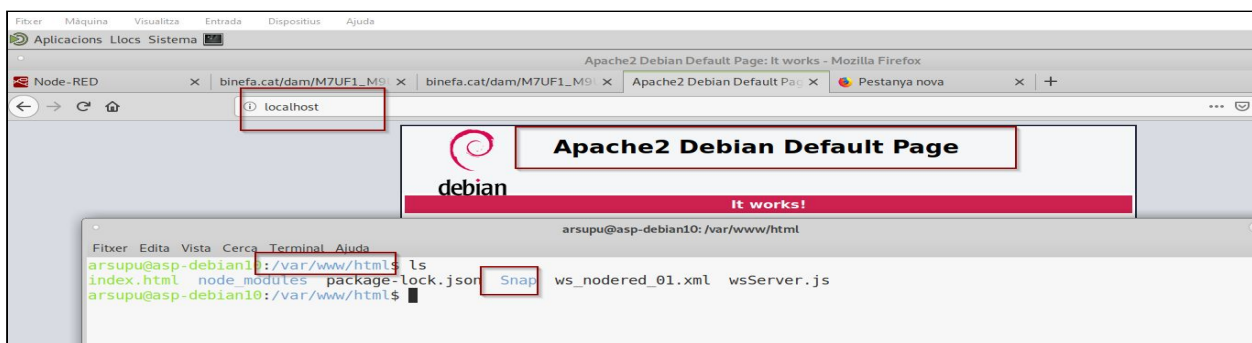 Fitxer Màquina Visualitza Entrada Dispositius Ajuda
Aplicacions Llocs Sistema
Apache2 Debian Default Page: It works - Mozilla Firefox
Node-RED binefa.cat/dam/M7UF1_M9 binefa.cat/dam/M7UF1_M9 Apache2 Debian Default Pag Pestanya nova
localhost
Apache2 Debian Default Page
debian
It works!
arsupu@asp-debian10: /var/www/html
Fitxer Edita Vista Cerca Terminal Ajuda
arsupu@asp-debian10:/var/www/html$ ls
index.html node_modules package-lock.json Snap ws_nodered_01.xml wsServer.js
arsupu@asp-debian10:/var/www/html$